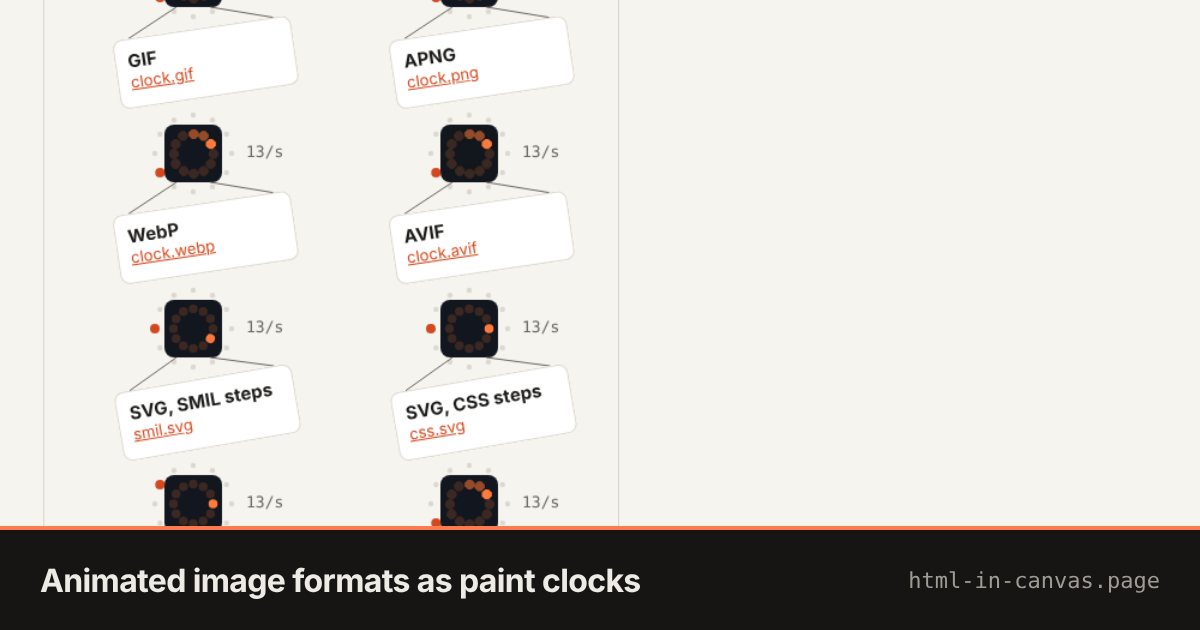 GIF
clock.gif
APNG
clock.png
13/s
13/s
WebP
clock.webp
AVIF
clock.avif
13/s
13/s
SVG, SMIL steps
smil.svg
SVG, CSS steps
css.svg
13/s
13/s
Animated image formats as paint clocks
html-in-canvas.page